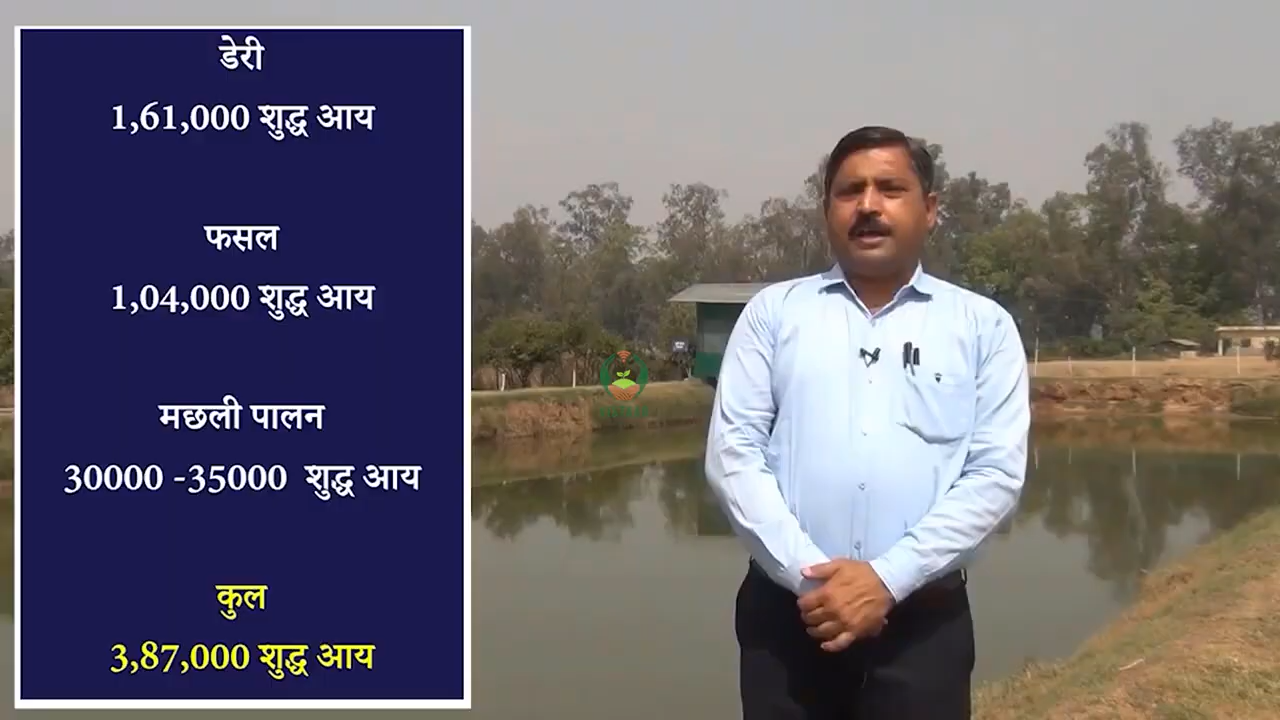 डेरी
1,61,000 शुद्ध आय
फसल
1,04,000 शुद्ध आय
मछली पालन
30000 -35000 शुद्ध आय
कुल
3,87,000 शुद्ध आय